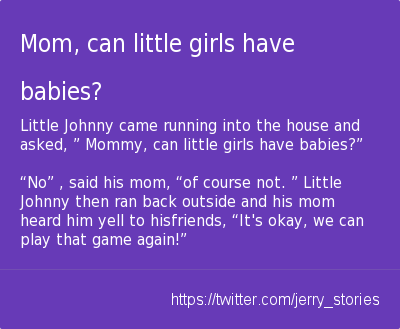 Mom, can little girls have
babies?
Little Johnny came running into the house and
asked, ” Mommy, can little girls have babies?”
“No” , said his mom, “of course not. ” Little
Johnny then ran back outside and his mom
heard him yell to hisfriends, “It's okay, we can
play that game again!”
https://twitter.com/jerry_stories